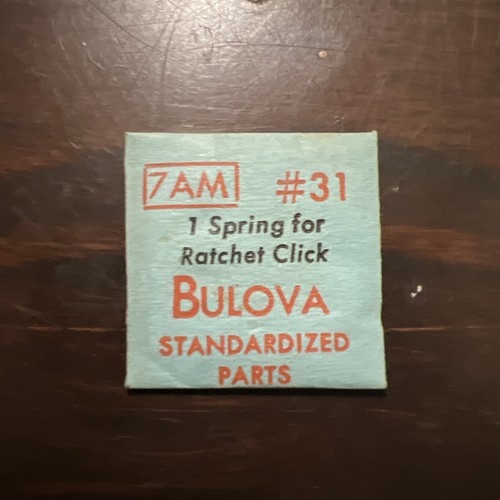 7AM #31
1 Spring for
Ratchet Click
BULOVA
STANDARDIZED
PARTS